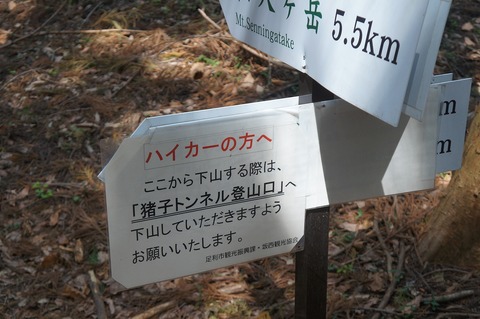 ヶ岳
5.5km
Mt.Senningatake
m
m
ハイカーの方へ
ここから下山する際は、
「猪子トンネル登山口」へ
下山していただきますよう
お願いいたします。
足利市観光振興課・坂西観光協会